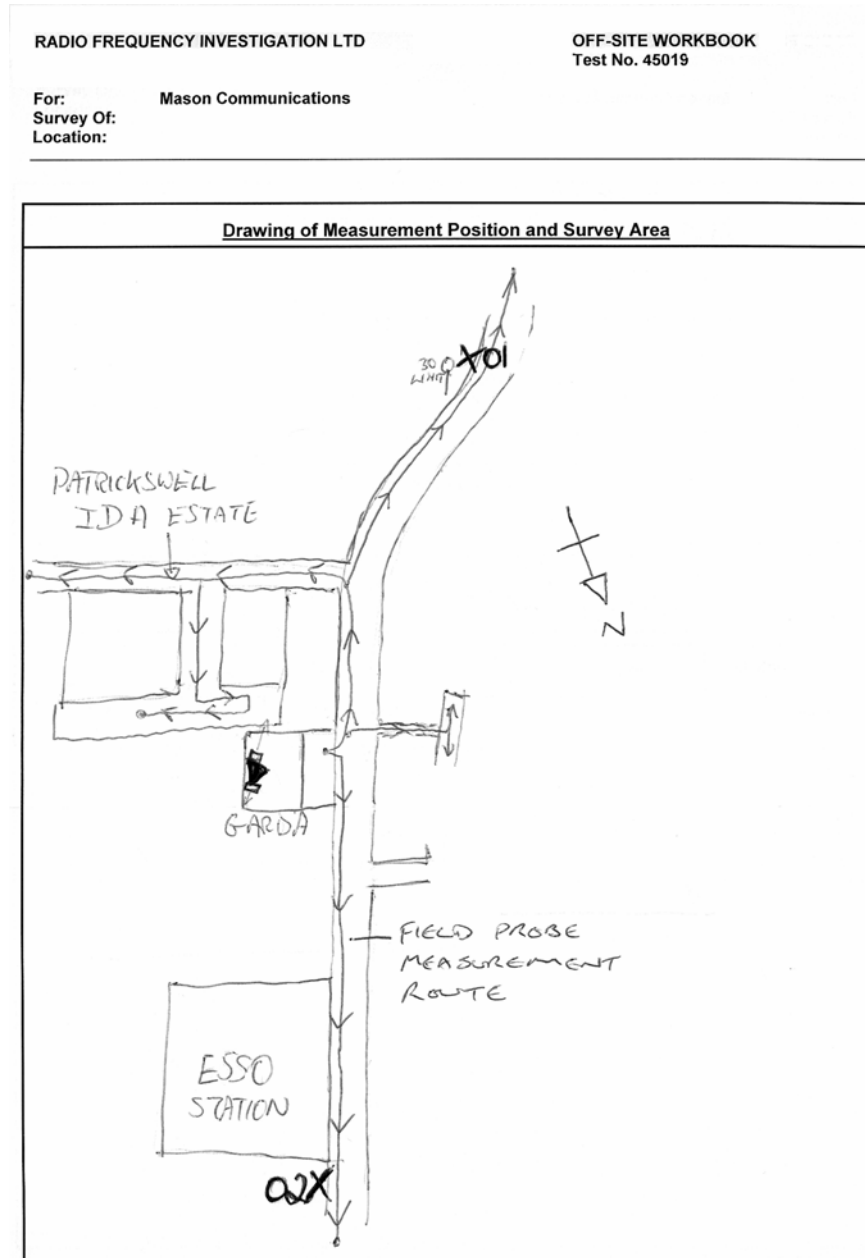 RADIO FREQUENCY INVESTIGATION LTD
OFF-SITE WORKBOOK
Test No. 45019
For: Mason Communications
Survey Of:
Location:
Drawing of Measurement Position and Survey Area
30
X01
PATRICKSWELL
IDA ESTATE
N
GARDA
FIELD PROBE
MEASUREMENT
ROUTE
ESSO
STATION
02X